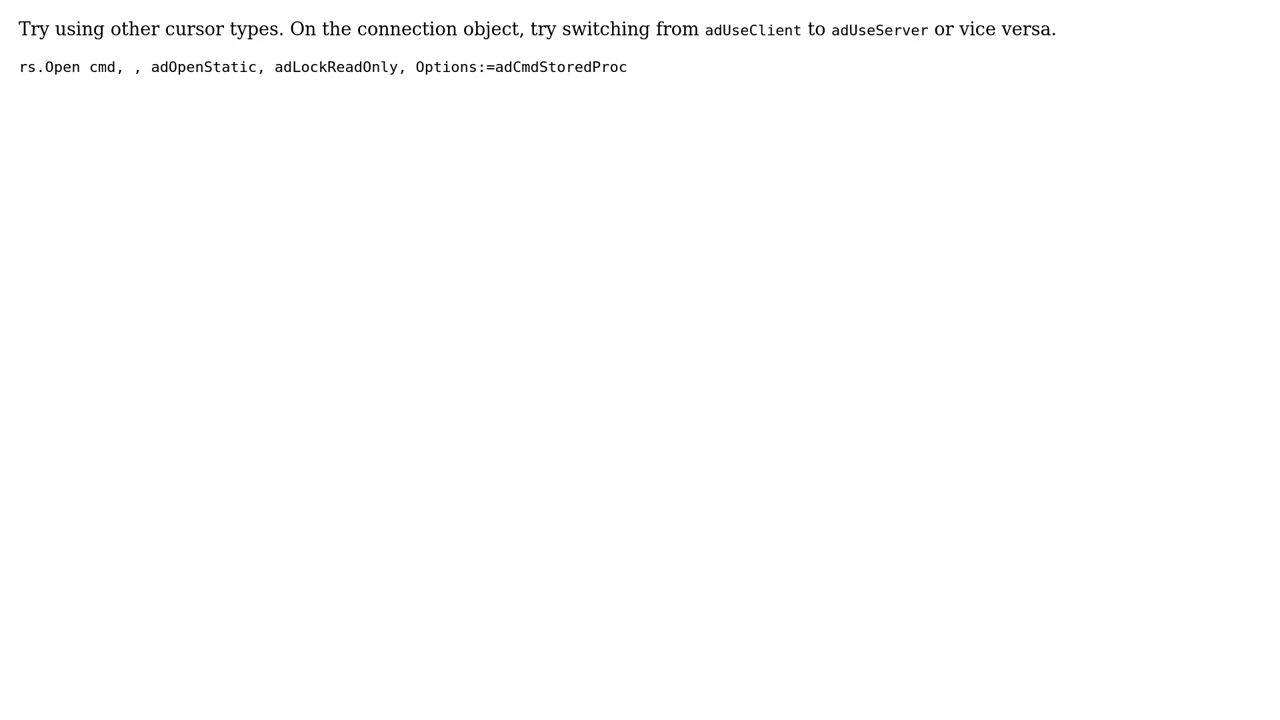 Try using other cursor types. On the connection object, try switching from adUseClient to adUseServer or vice versa.
rs.Open cmd, , adOpenStatic, adLockReadOnly, Options:=adCmdStoredProc